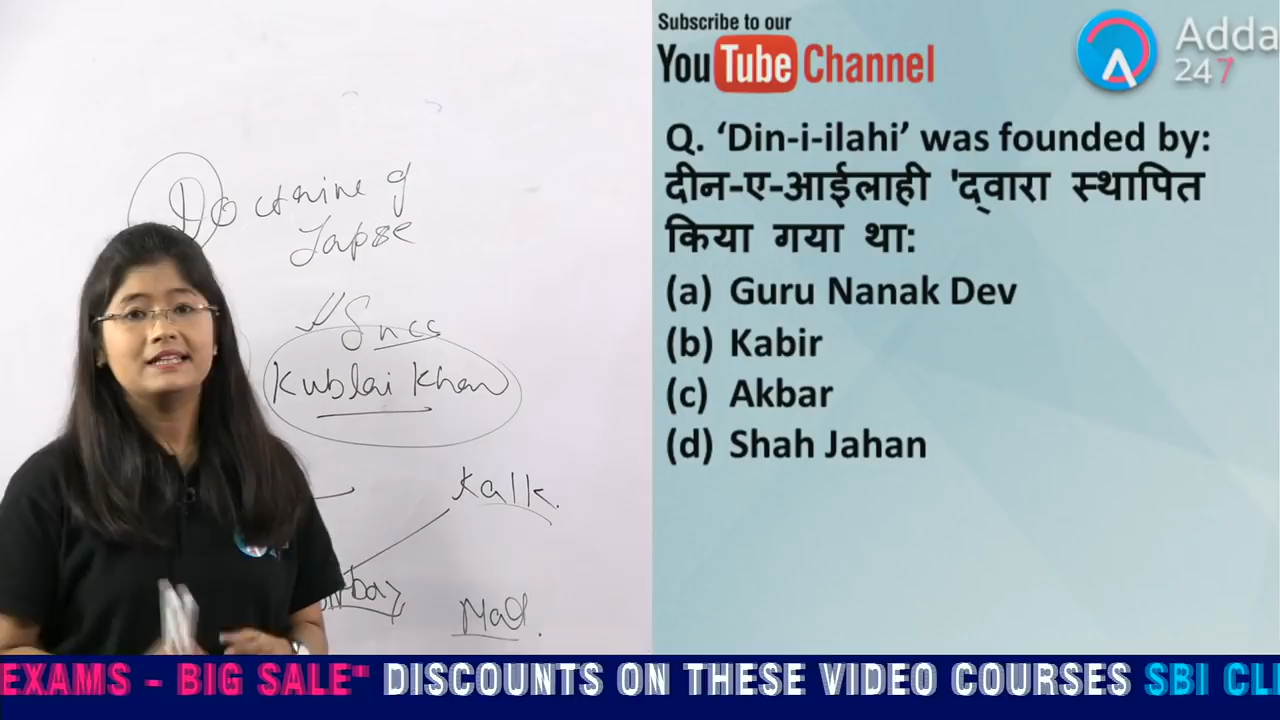 Doctrine of
Lapse
Kublai Khan
Kalk.
Mad.
Subscribe to our
YouTube Channel
Adda
247
Q. ‘Din-i-ilahi’ was founded by:
दीन-ए-आईलाही 'द्वारा स्थापित
किया गया था:
(a) Guru Nanak Dev
(b) Kabir
(c) Akbar
(d) Shah Jahan
EXAMS - BIG SALE" DISCOUNTS ON THESE VIDEO COURSES SBI CL